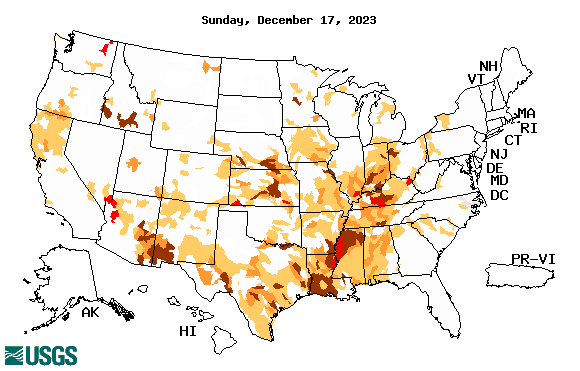 Sunday, December 17, 2023
NH
VT
MA
RI
CT
NJ
DE
MD
DC
PR-VI
AK
HI
USGS